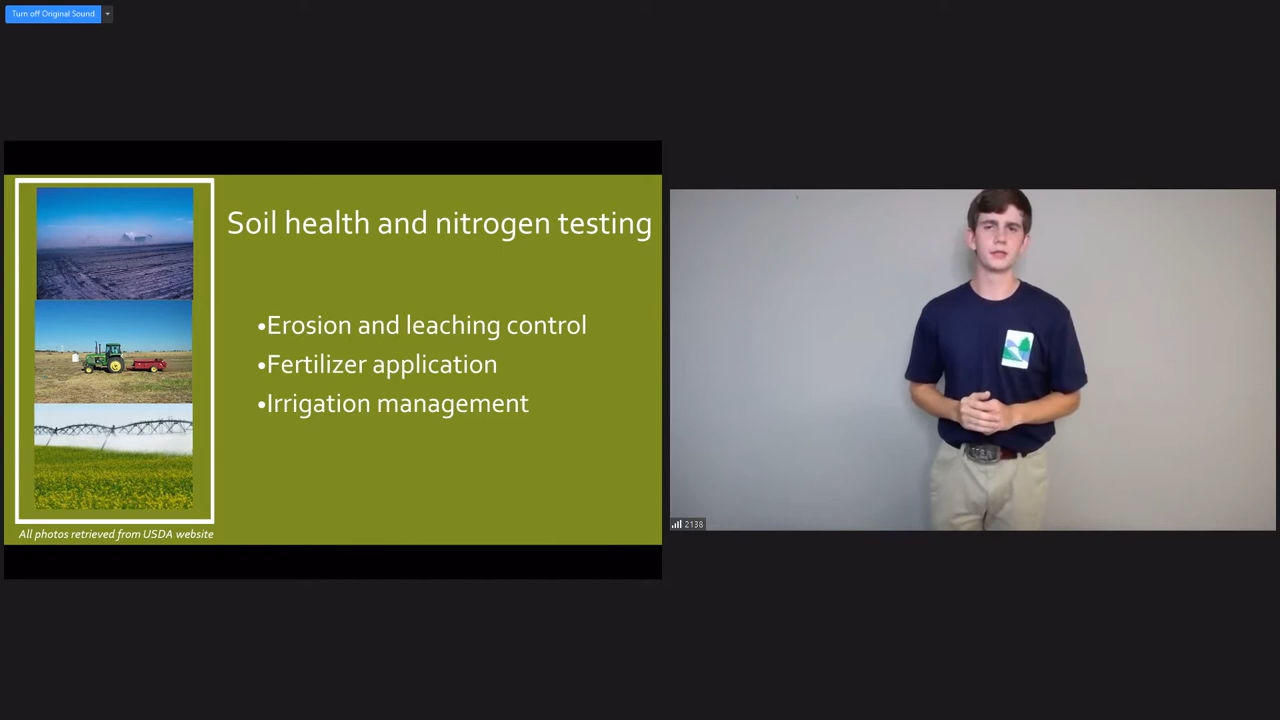 Turn off Original Sound
Soil health and nitrogen testing
•Erosion and leaching control
•Fertilizer application
•Irrigation management
All photos retrieved from USDA website
2138